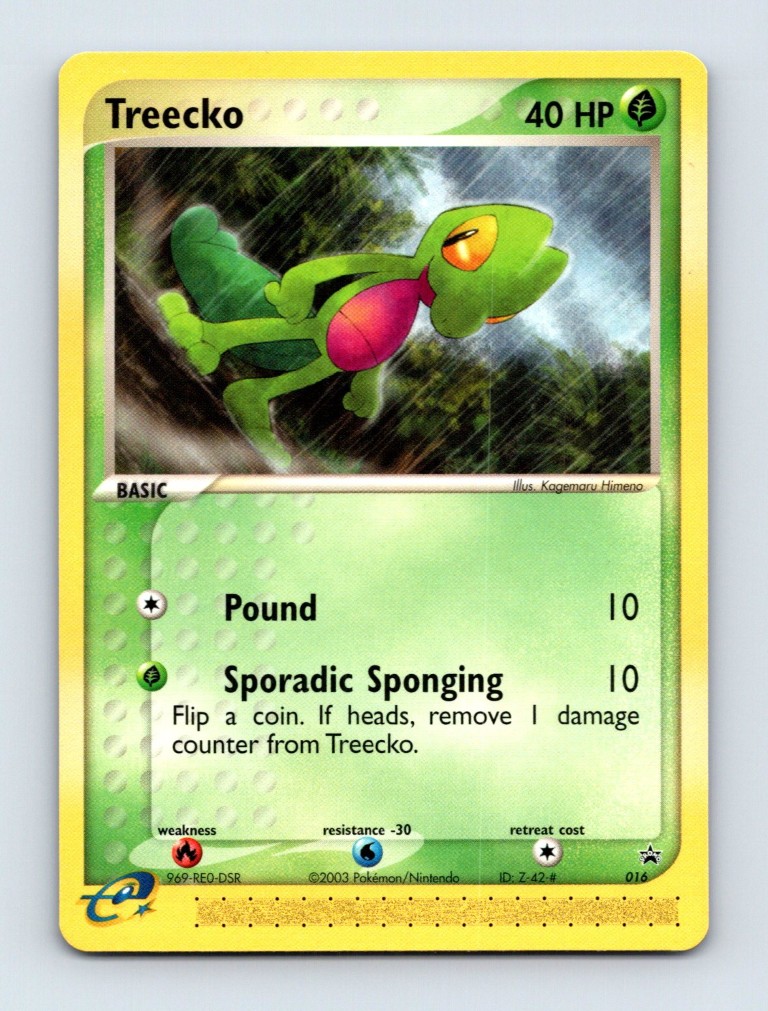 Treecko 40 HP
BASIC
Illus. Kagemaru Himeno
Pound 10
Sporadic Sponging 10
Flip a coin. If heads, remove 1 damage
counter from Treecko.
weakness resistance -30 retreat cost
969-RE0-DSR ©2003 Pokémon/Nintendo ID: Z-42-# 016
e